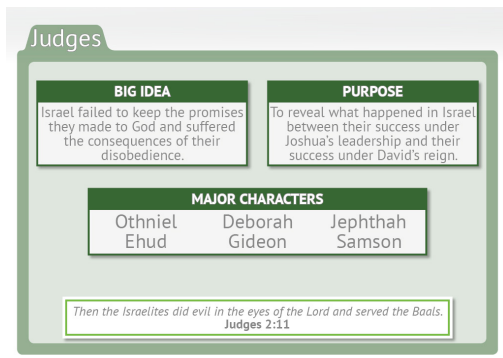 Judges
BIG IDEA
Israel failed to keep the promises
they made to God and suffered
the consequences of their
disobedience.
PURPOSE
To reveal what happened in Israel
between their success under
Joshua's leadership and their
success under David's reign.
MAJOR CHARACTERS
Othniel Deborah Jephthah
Ehud Gideon Samson
Then the Israelites did evil in the eyes of the Lord and served the Baals.
Judges 2:11